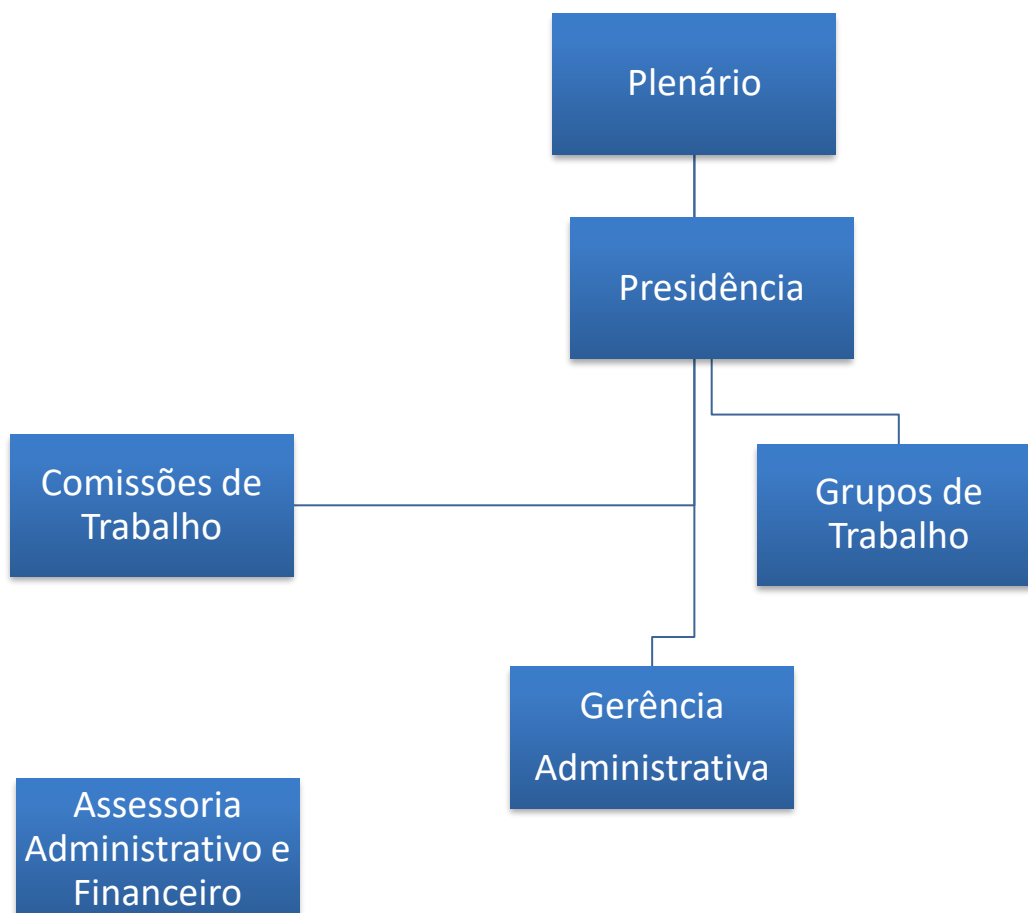 Plenário
Presidência
Comissões de
Trabalho
Grupos de
Trabalho
Gerência
Administrativa
Assessoria
Administrativo e
Financeiro